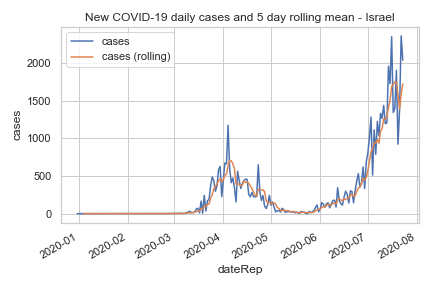 New COVID-19 daily cases and 5 day rolling mean - Israel
cases
cases (rolling)
cases
2000
1500
1000
500
0
2020-01
2020-02
2020-03
2020-04
2020-05
2020-06
2020-07
2020-08
dateRep